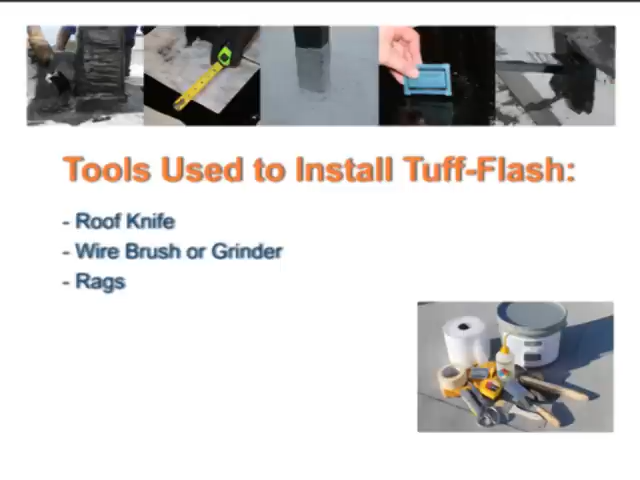 Tools Used to Install Tuff-Flash:
- Roof Knife
- Wire Brush or Grinder
- Rags